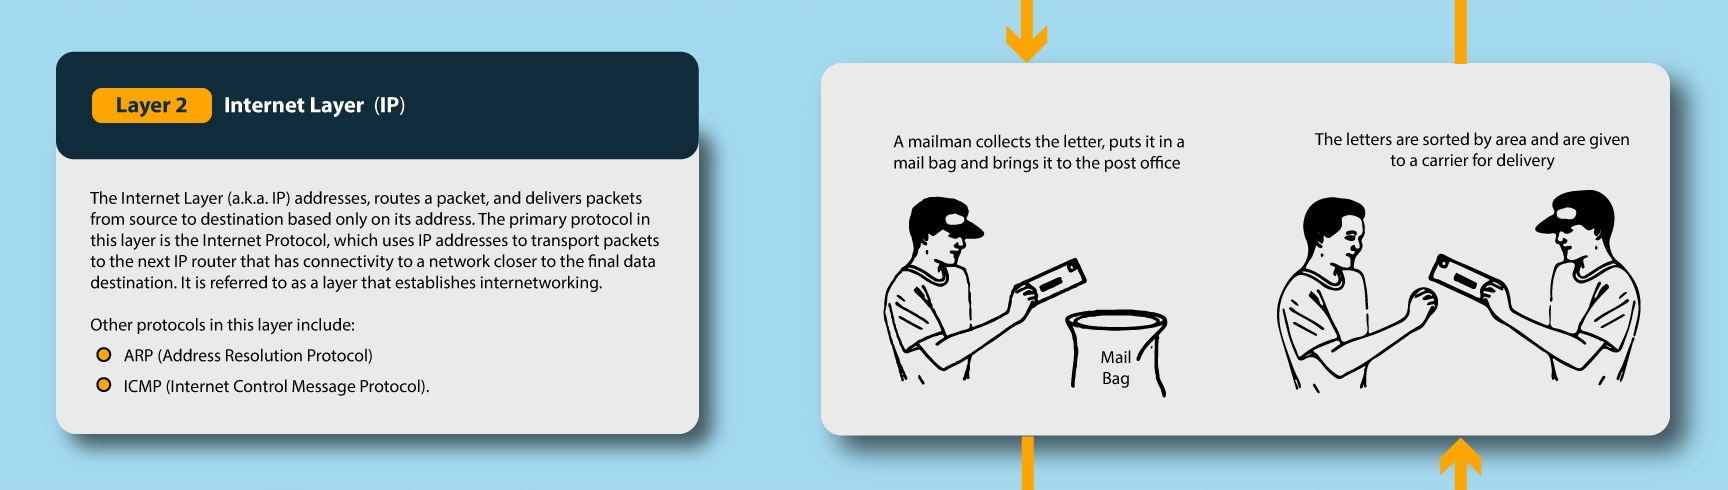 Layer 2 Internet Layer (IP)
The Internet Layer (a.k.a. IP) addresses, routes a packet, and delivers packets
from source to destination based only on its address. The primary protocol in
this layer is the Internet Protocol, which uses IP addresses to transport packets
to the next IP router that has connectivity to a network closer to the final data
destination. It is referred to as a layer that establishes internetworking.
Other protocols in this layer include:
ARP (Address Resolution Protocol)
ICMP (Internet Control Message Protocol).
A mailman collects the letter, puts it in a
mail bag and brings it to the post office
Mail
Bag
The letters are sorted by area and are given
to a carrier for delivery